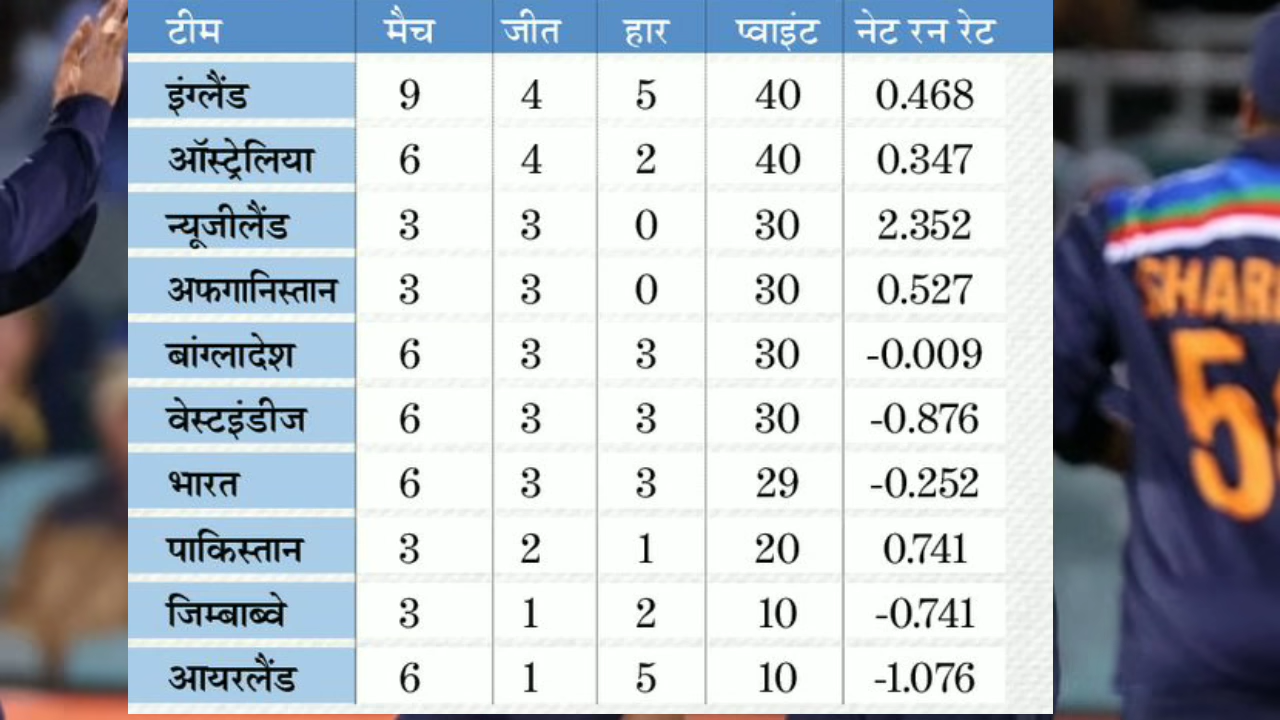 टीम मैच जीत हार प्वाइंट नेट रन रेट
इंग्लैंड 9 4 5 40 0.468
ऑस्ट्रेलिया 6 4 2 40 0.347
न्यूजीलैंड 3 3 0 30 2.352
अफगानिस्तान 3 3 0 30 0.527
बांग्लादेश 6 3 3 30 -0.009
वेस्टइंडीज 6 3 3 30 -0.876
भारत 6 3 3 29 -0.252
पाकिस्तान 3 2 1 20 0.741
जिम्बाब्वे 3 1 2 10 -0.741
आयरलैंड 6 1 5 10 -1.076